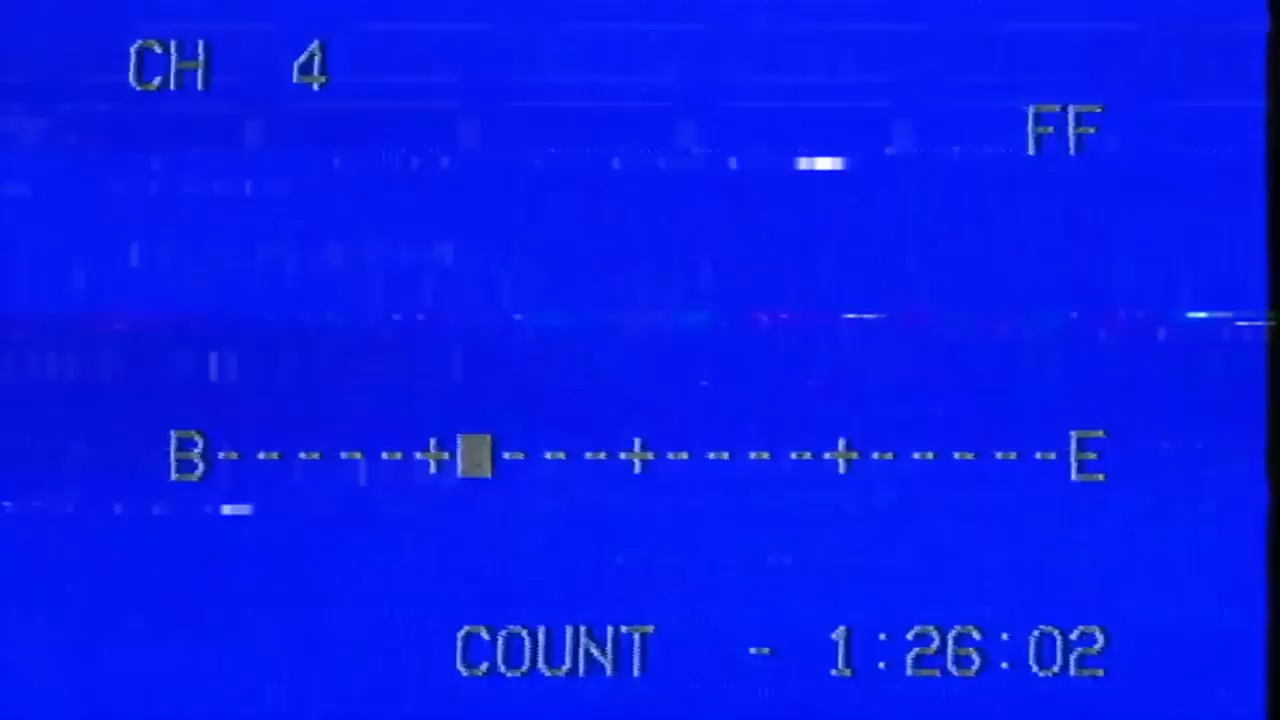 CH 4
FF
B-----+■--+----+-----E
COUNT - 1:26:02